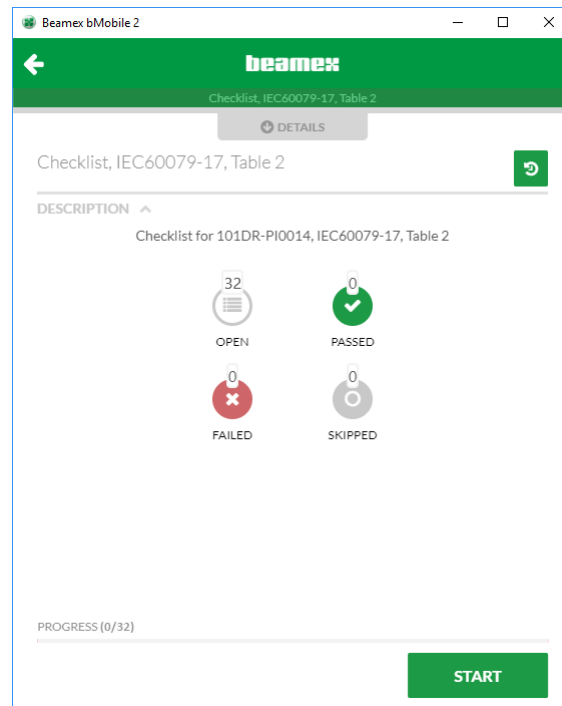 Beamex bMobile 2
beamex
Checklist, IEC60079-17, Table 2
DETAILS
Checklist, IEC60079-17, Table 2
DESCRIPTION
Checklist for 101DR-PI0014, IEC60079-17, Table 2
32 0
OPEN PASSED
0 0
FAILED SKIPPED
PROGRESS (0/32)
START